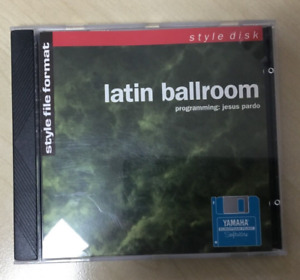 style disk
style file format
latin ballroom
programming: jesus pardo
YAMAHA